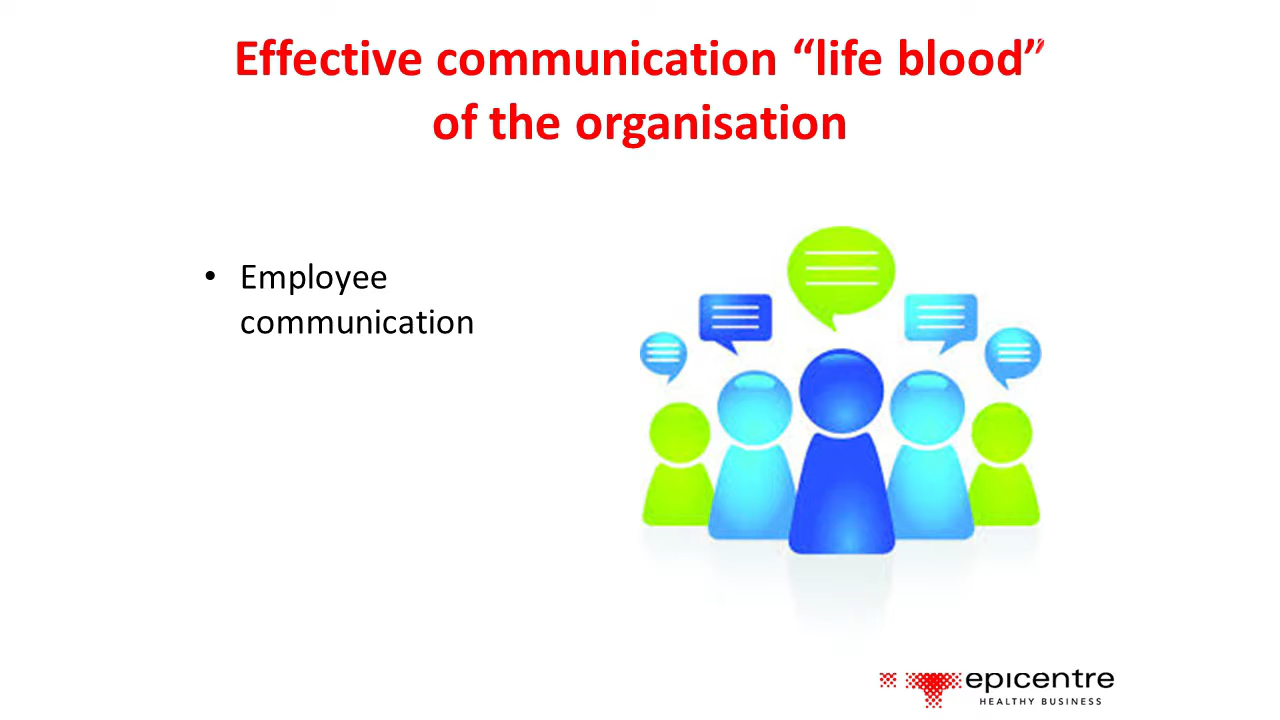 Effective communication “life blood”
of the organisation
• Employee
communication
epicentre
HEALTHY BUSINESS